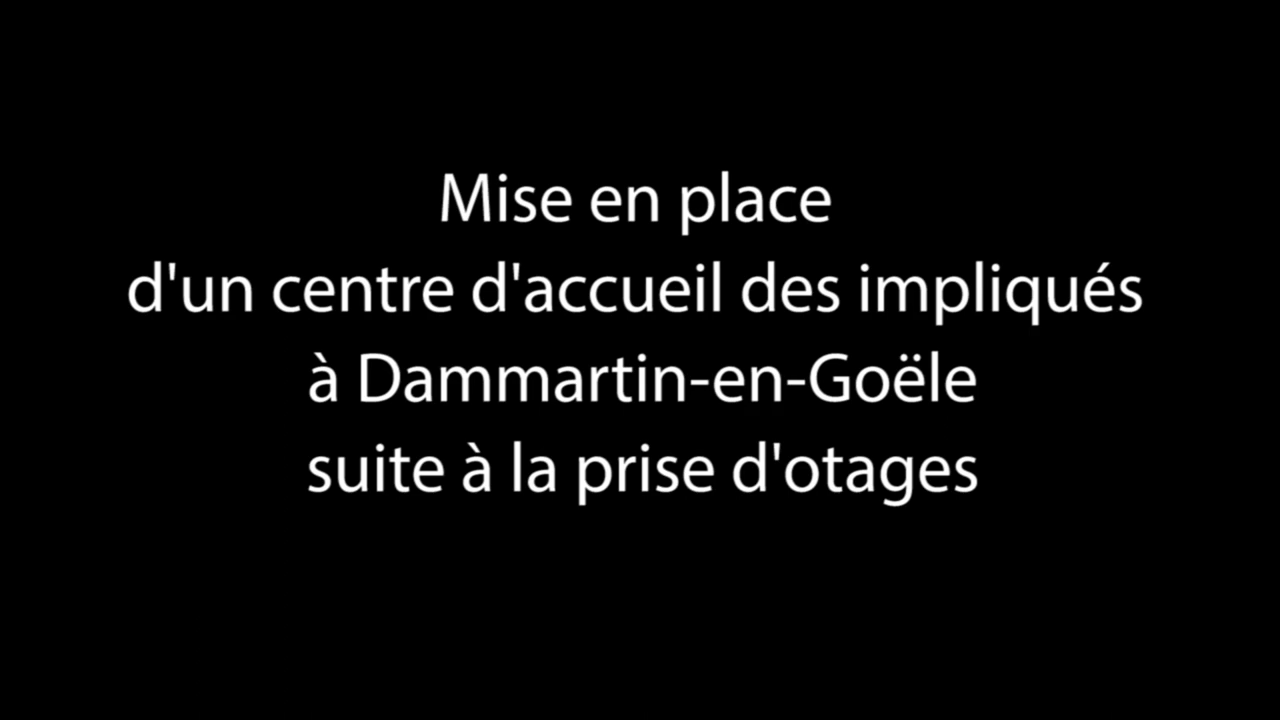 Mise en place
d'un centre d'accueil des impliqués
à Dammartin-en-Goële
suite à la prise d'otages